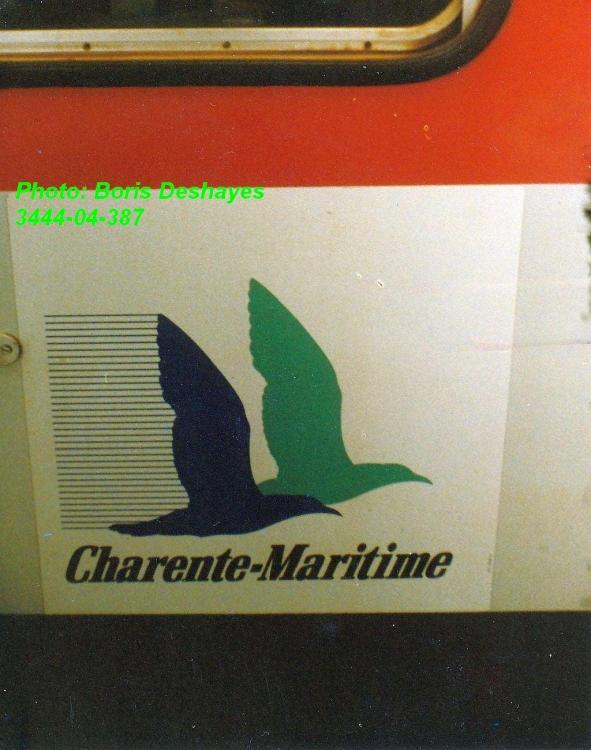 Photo: Boris Deshayes
3444-04-387
Charente-Maritime